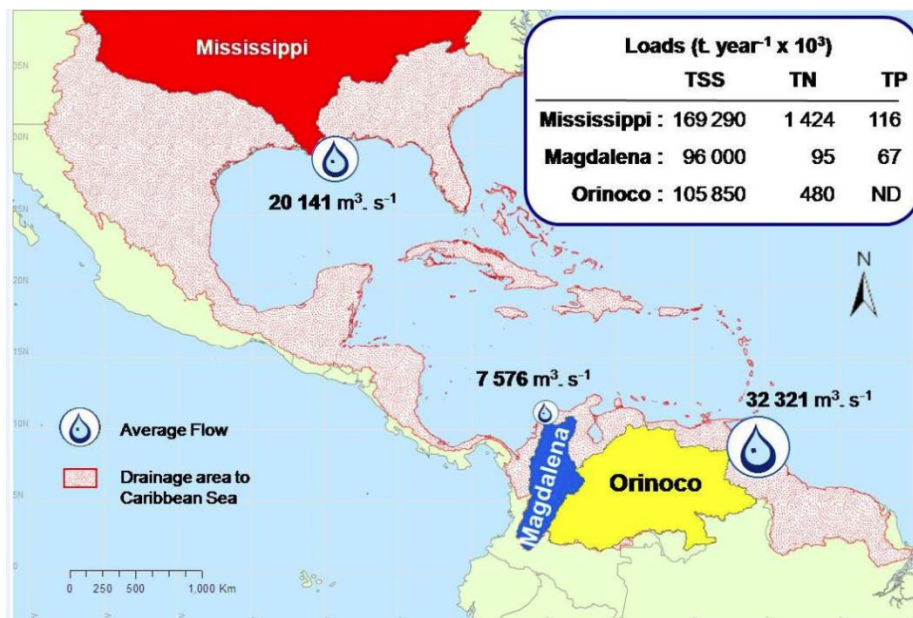 Mississippi
Loads (t. year⁻¹ x 10³)
TSS TN TP
Mississippi : 169 290 1 424 116
Magdalena : 96 000 95 67
Orinoco : 105 850 480 ND
35N
30N
20 141 m³. s⁻¹
25N
N
20N
15N
7 576 m³. s⁻¹
32 321 m³. s⁻¹
10N
Average Flow
Magdalena
Orinoco
Drainage area to
Caribbean Sea
5N
0
0 250 500 1.000 Km